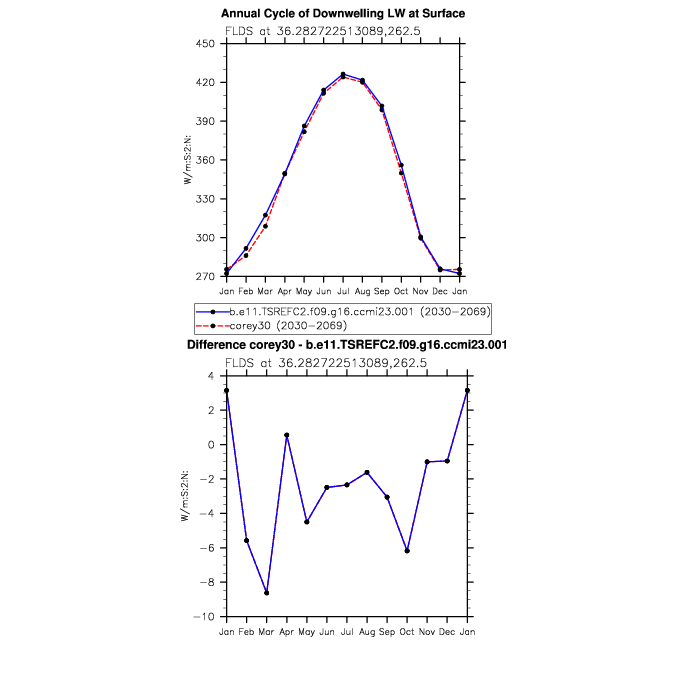 Annual Cycle of Downwelling LW at Surface
FLDS at 36.282722513089,262.5
450
420
390
360
330
300
270
W/m:S:2:N:
Jan Feb Mar Apr May Jun Jul Aug Sep Oct Nov Dec Jan
b.e11.TSREFC2.f09.g16.ccmi23.001 (2030-2069)
corey30 (2030-2069)
Difference corey30 - b.e11.TSREFC2.f09.g16.ccmi23.001
FLDS at 36.282722513089,262.5
4
2
0
-2
-4
-6
-8
-10
W/m:S:2:N:
Jan Feb Mar Apr May Jun Jul Aug Sep Oct Nov Dec Jan